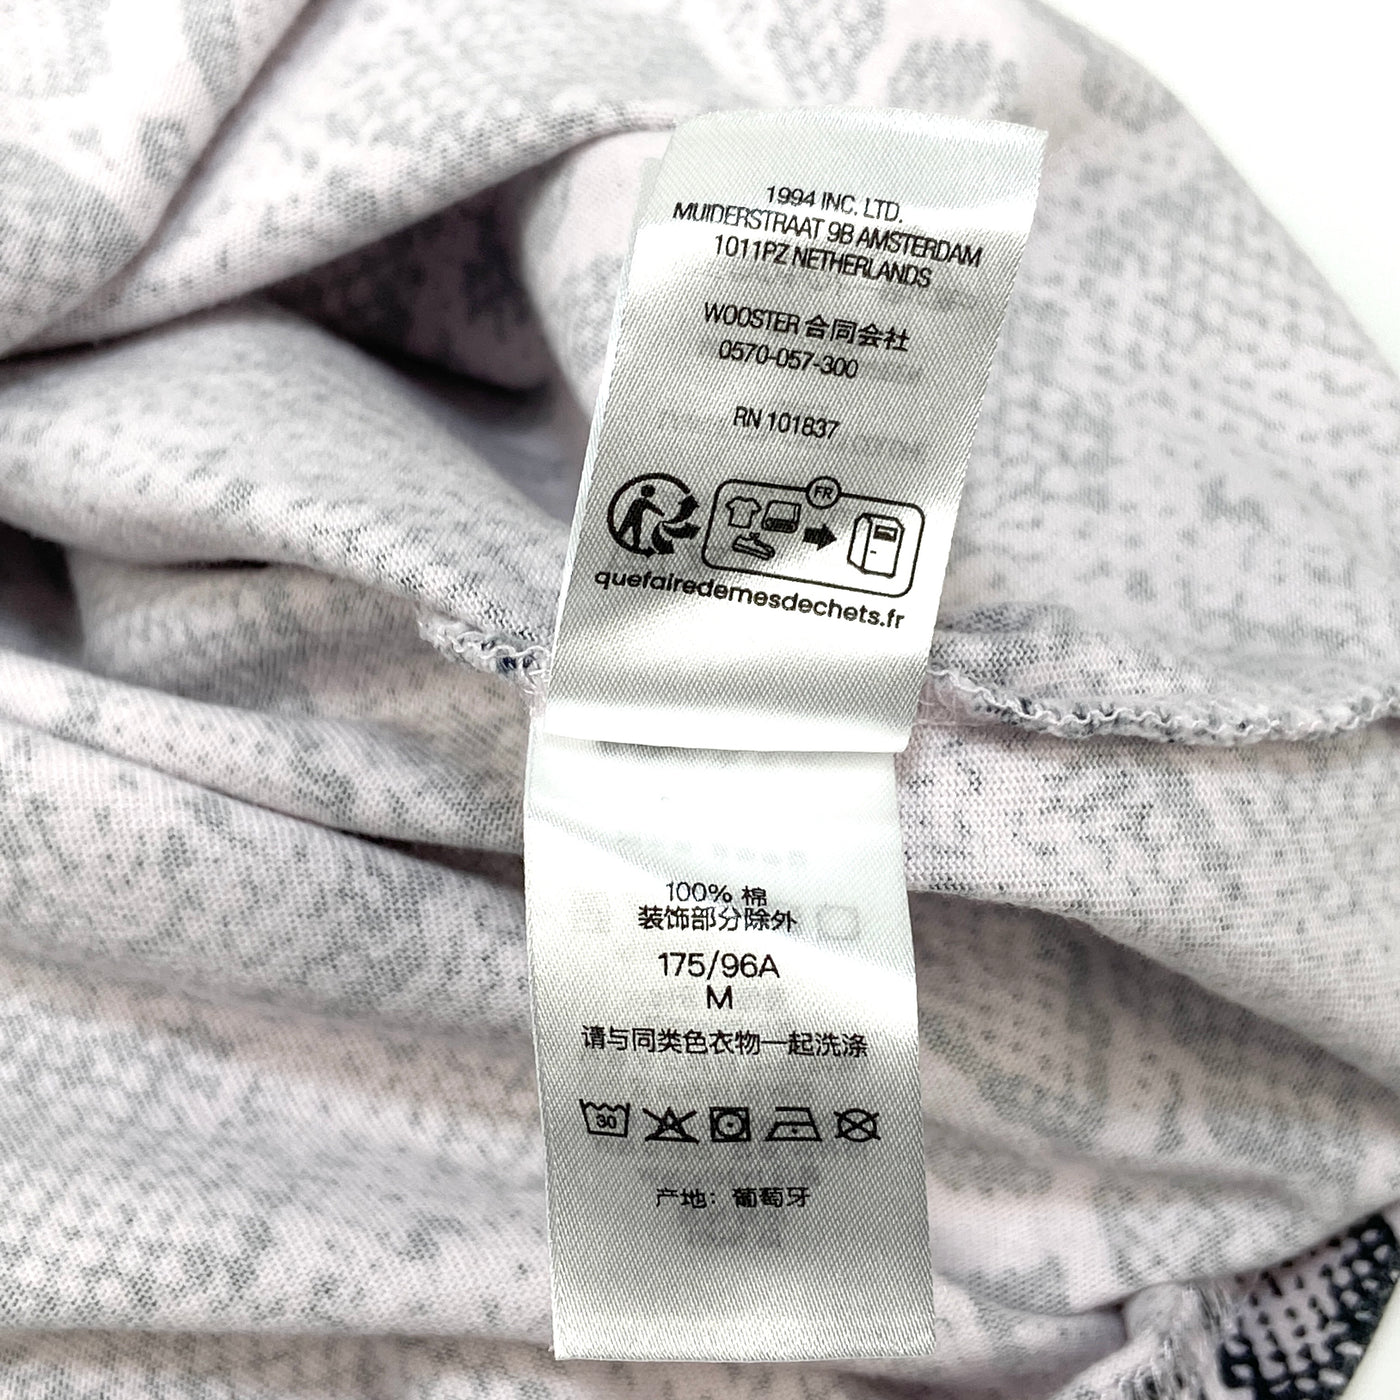 1994 INC. LTD.
MUIDERSTRAAT 9B AMSTERDAM
1011PZ NETHERLANDS
WOOSTER 合同会社
0570-057-300
RN 101837
FR
quefairedemesdechets.fr
100% 棉
装饰部分除外
175/96A
M
请与同类色衣物一起洗涤
30
产地：葡萄牙